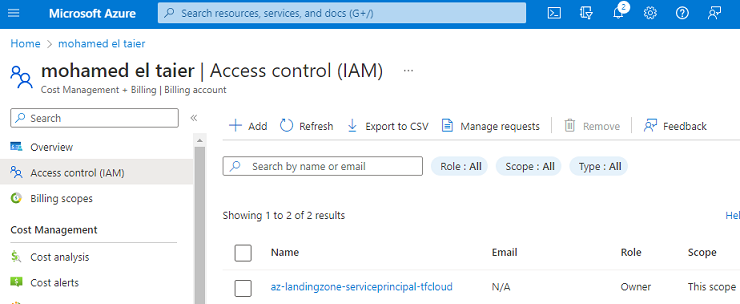 Microsoft Azure
Search resources, services, and docs (G+/)
2
Home > mohamed el taier
mohamed el taier | Access control (IAM) ...
Cost Management + Billing | Billing account
Search
«
Add
Refresh
Export to CSV
Manage requests
Remove
Feedback
Overview
Access control (IAM)
Billing scopes
Cost Management
Cost analysis
Cost alerts
Search by name or email
Role : All
Scope : All
Type : All
Showing 1 to 2 of 2 results
Hel
Name Email Role Scope
az-landingzone-serviceprincipal-tfcloud N/A Owner This scope